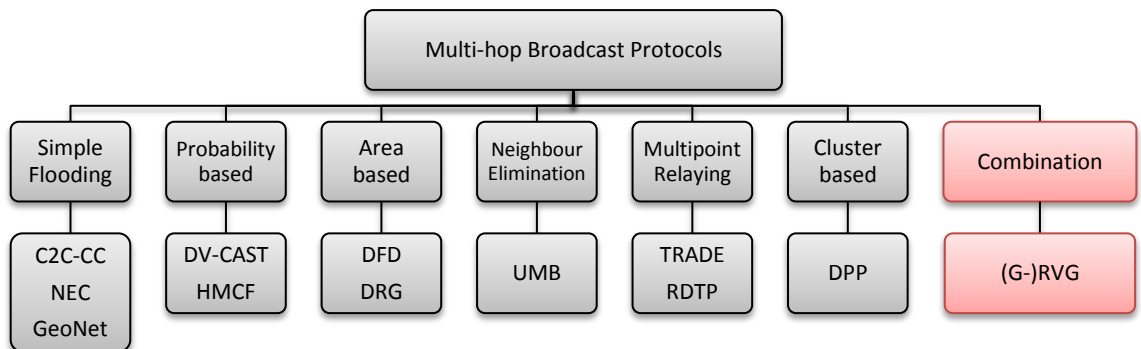 Multi-hop Broadcast Protocols
Simple
Flooding
Probability
based
Area
based
Neighbour
Elimination
Multipoint
Relaying
Cluster
based
Combination
C2C-CC
NEC
GeoNet
DV-CAST
HMCF
DFD
DRG
UMB
TRADE
RDTP
DPP
(G-)RVG